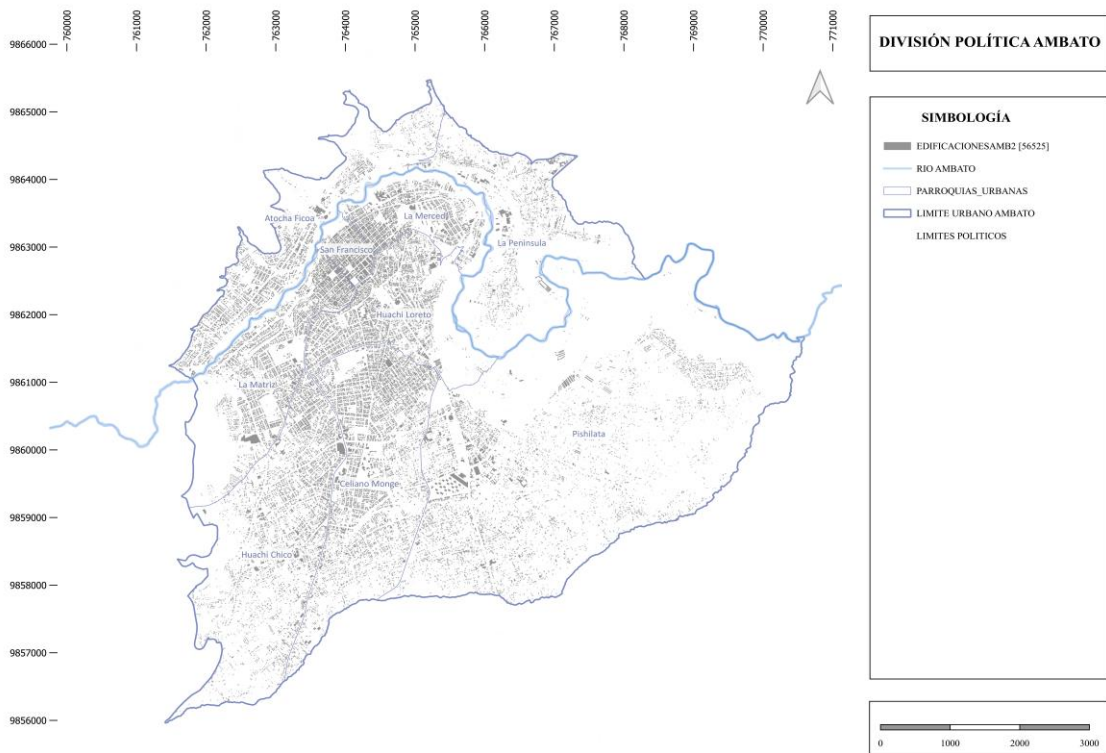 760000
761000
762000
763000
764000
765000
766000
767000
768000
769000
770000
771000
9866000
9865000
9864000
9863000
9862000
9861000
9860000
9859000
9858000
9857000
9856000
Atocha Ficoa
La Merced
San Francisco
La Península
Huachi Loreto
La Matriz
Pishilata
Celiano Monge
Huachi Chico
DIVISIÓN POLÍTICA AMBATO
SIMBOLOGÍA
EDIFICACIONESAMB2 [56525]
RIO AMBATO
PARROQUIAS_URBANAS
LIMITE URBANO AMBATO
LIMITES POLITICOS
0 1000 2000 3000